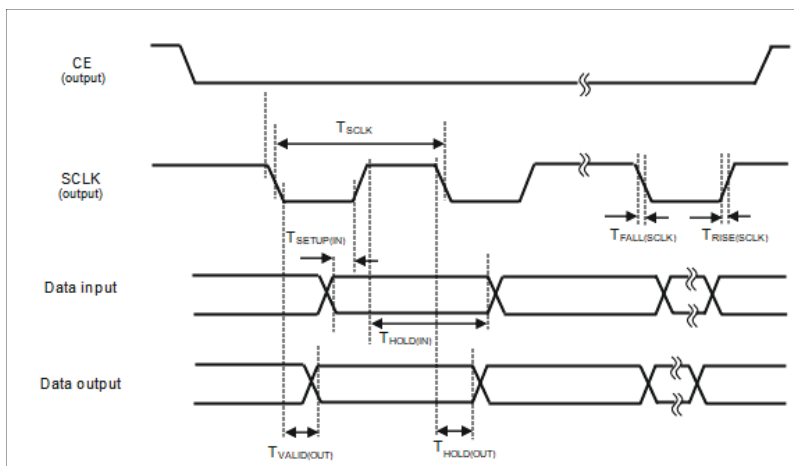 CE
(output)
TSCLK
SCLK
(output)
TSETUP(IN)
TFALL(SCLK)
TRISE(SCLK)
Data input
THOLD(IN)
Data output
TVALID(OUT)
THOLD(OUT)